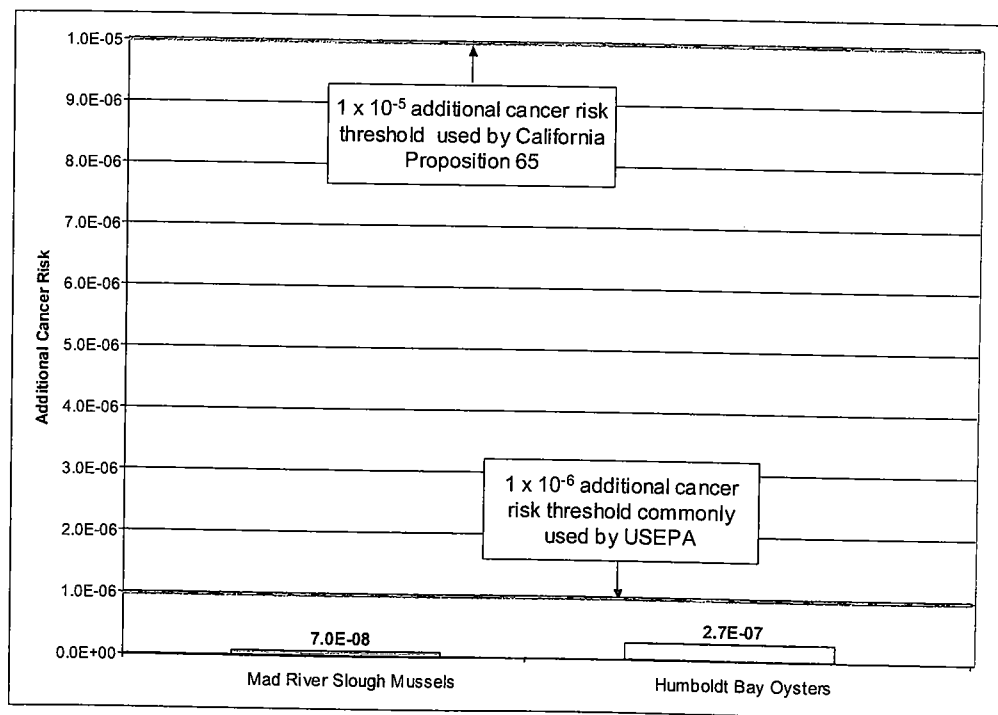 1.0E-05
9.0E-06
8.0E-06
7.0E-06
6.0E-06
5.0E-06
4.0E-06
3.0E-06
2.0E-06
1.0E-06
0.0E+00
Additional Cancer Risk
1 x 10⁻⁵ additional cancer risk
threshold used by California
Proposition 65
1 x 10⁻⁶ additional cancer
risk threshold commonly
used by USEPA
7.0E-08
2.7E-07
Mad River Slough Mussels
Humboldt Bay Oysters